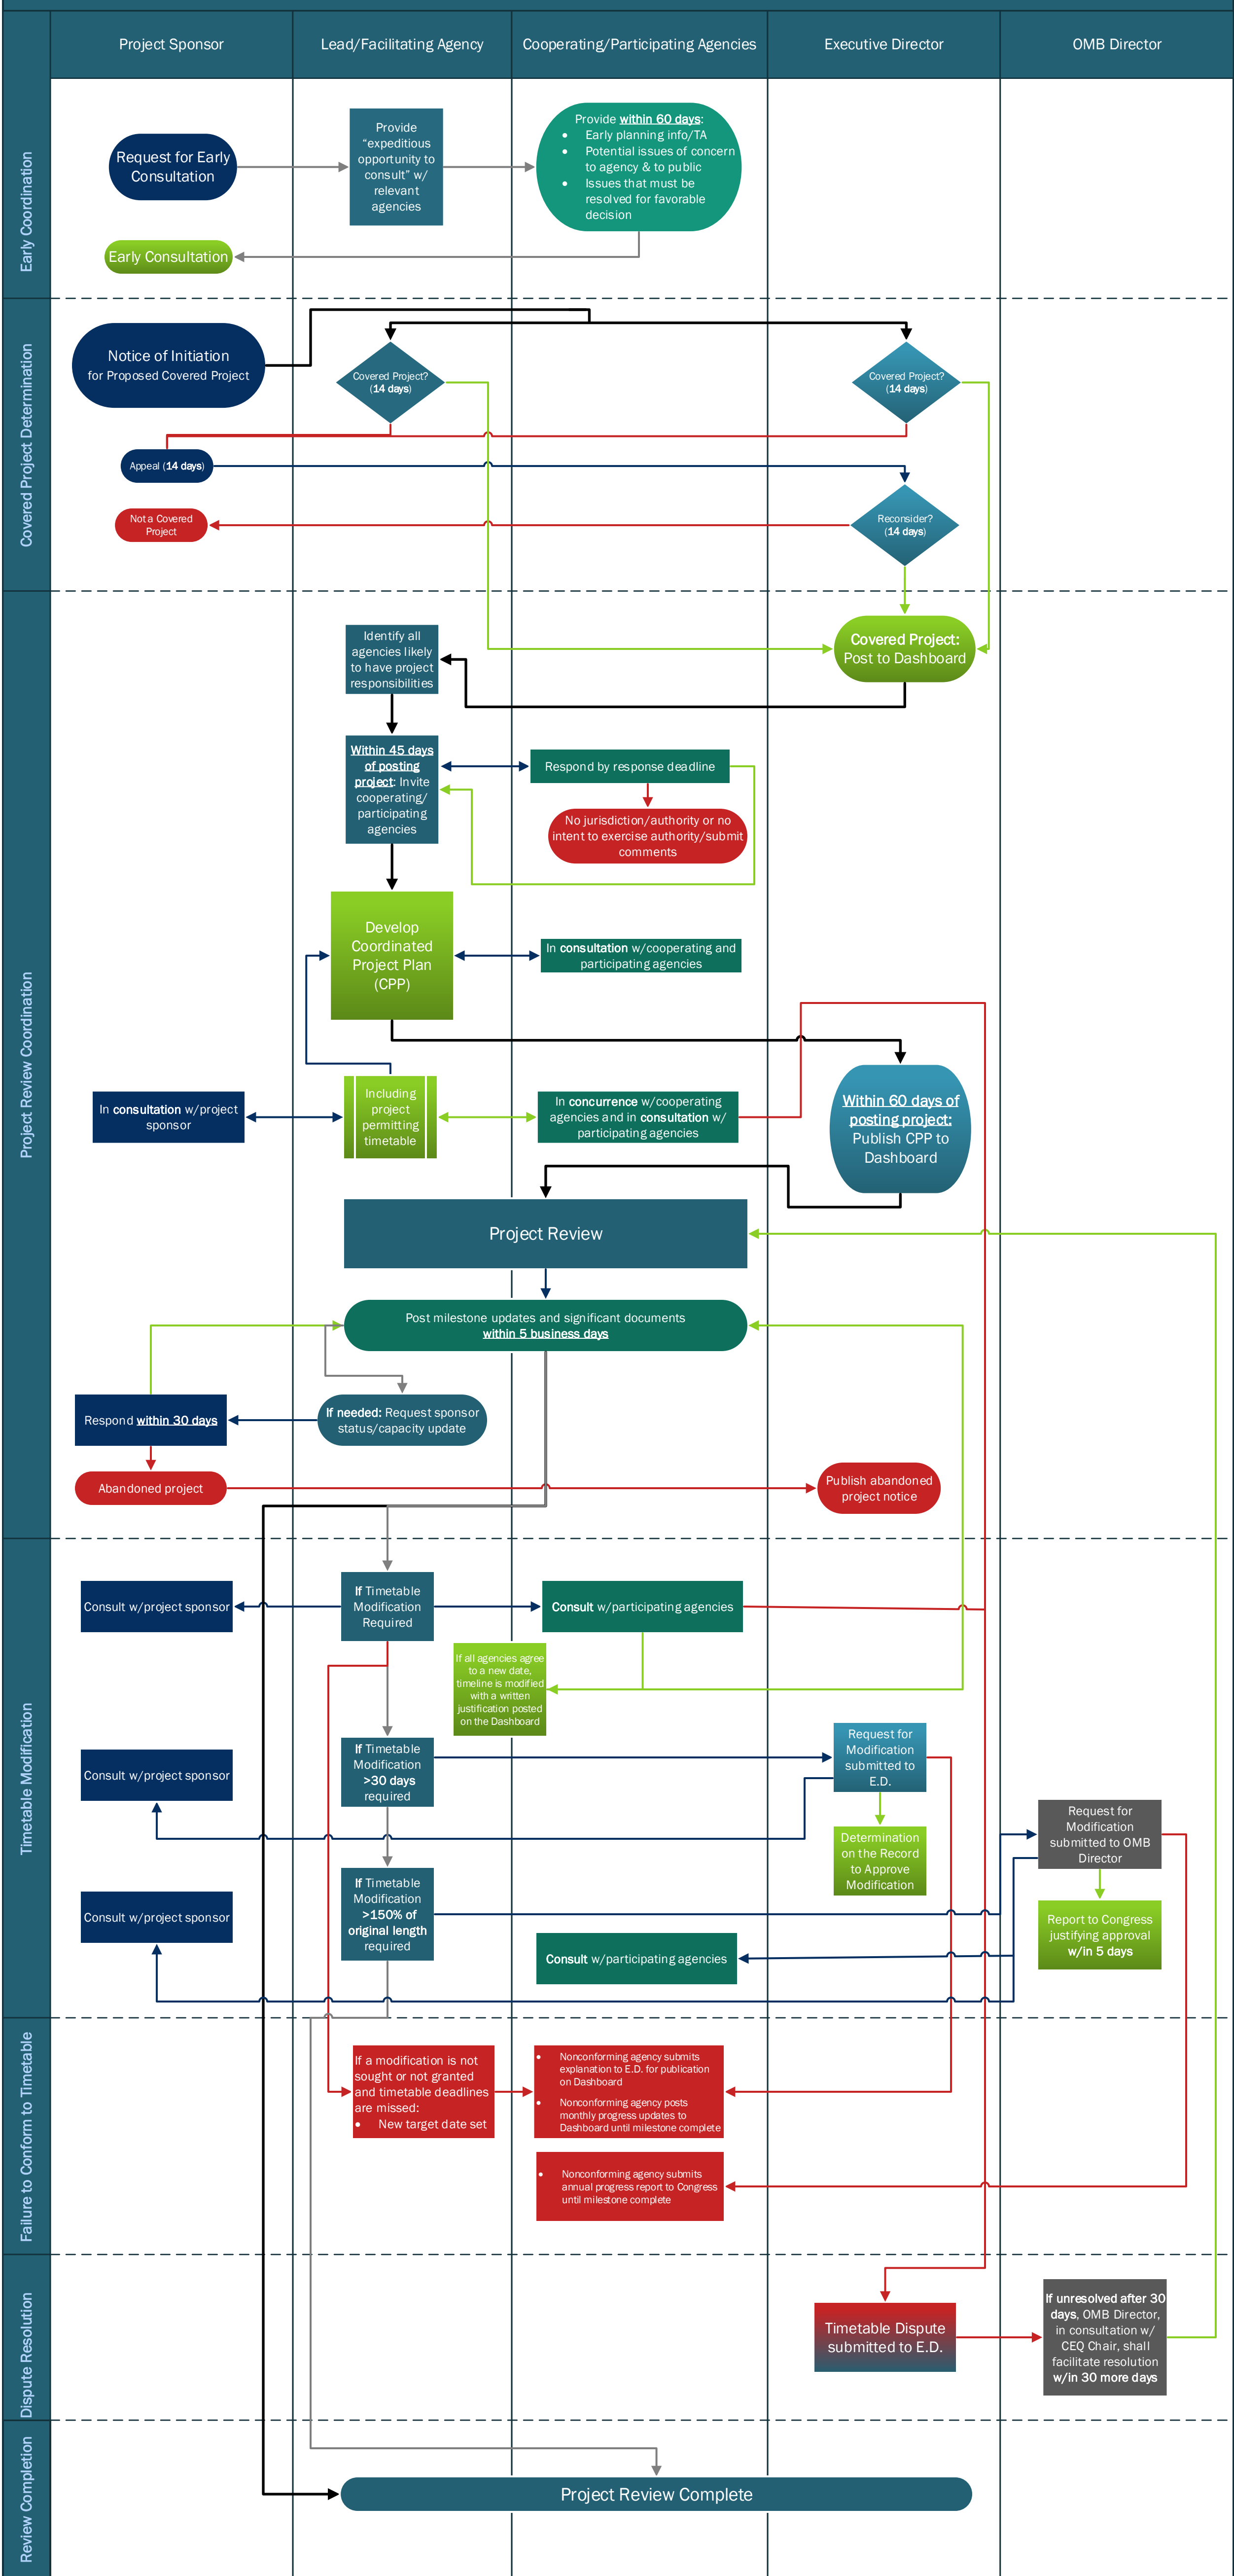 Project Sponsor
Lead/Facilitating Agency
Cooperating/Participating Agencies
Executive Director
OMB Director
Early Coordination
Request for Early
Consultation
Provide
“expeditious
opportunity to
consult” w/
relevant
agencies
Provide within 60 days:
• Early planning info/TA
• Potential issues of concern
to agency & to public
• Issues that must be
resolved for favorable
decision
Early Consultation
Covered Project Determination
Notice of Initiation
for Proposed Covered Project
Covered Project?
(14 days)
Covered Project?
(14 days)
Appeal (14 days)
Not a Covered
Project
Reconsider?
(14 days)
Project Review Coordination
Covered Project:
Post to Dashboard
Identify all
agencies likely
to have project
responsibilities
Within 45 days
of posting
project: Invite
cooperating/
participating
agencies
Respond by response deadline
No jurisdiction/authority or no
intent to exercise authority/submit
comments
Develop
Coordinated
Project Plan
(CPP)
In consultation w/cooperating and
participating agencies
In consultation w/project
sponsor
Including
project
permitting
timetable
In concurrence w/cooperating
agencies and in consultation w/
participating agencies
Within 60 days of
posting project:
Publish CPP to
Dashboard
Project Review
Post milestone updates and significant documents
within 5 business days
Respond within 30 days
If needed: Request sponsor
status/capacity update
Abandoned project
Publish abandoned
project notice
Timetable Modification
Consult w/project sponsor
If Timetable
Modification
Required
Consult w/participating agencies
If all agencies agree
to a new date,
timeline is modified
with a written
justification posted
on the Dashboard
Consult w/project sponsor
If Timetable
Modification
>30 days
required
Request for
Modification
submitted to
E.D.
Determination
on the Record
to Approve
Modification
Request for
Modification
submitted to OMB
Director
Consult w/project sponsor
If Timetable
Modification
>150% of
original length
required
Consult w/participating agencies
Report to Congress
justifying approval
w/in 5 days
Failure to Conform to Timetable
If a modification is not
sought or not granted
and timetable deadlines
are missed:
• New target date set
• Nonconforming agency submits
explanation to E.D. for publication
on Dashboard
• Nonconforming agency posts
monthly progress updates to
Dashboard until milestone complete
• Nonconforming agency submits
annual progress report to Congress
until milestone complete
Dispute Resolution
Timetable Dispute
submitted to E.D.
If unresolved after 30
days, OMB Director,
in consultation w/
CEQ Chair, shall
facilitate resolution
w/in 30 more days
Review Completion
Project Review Complete